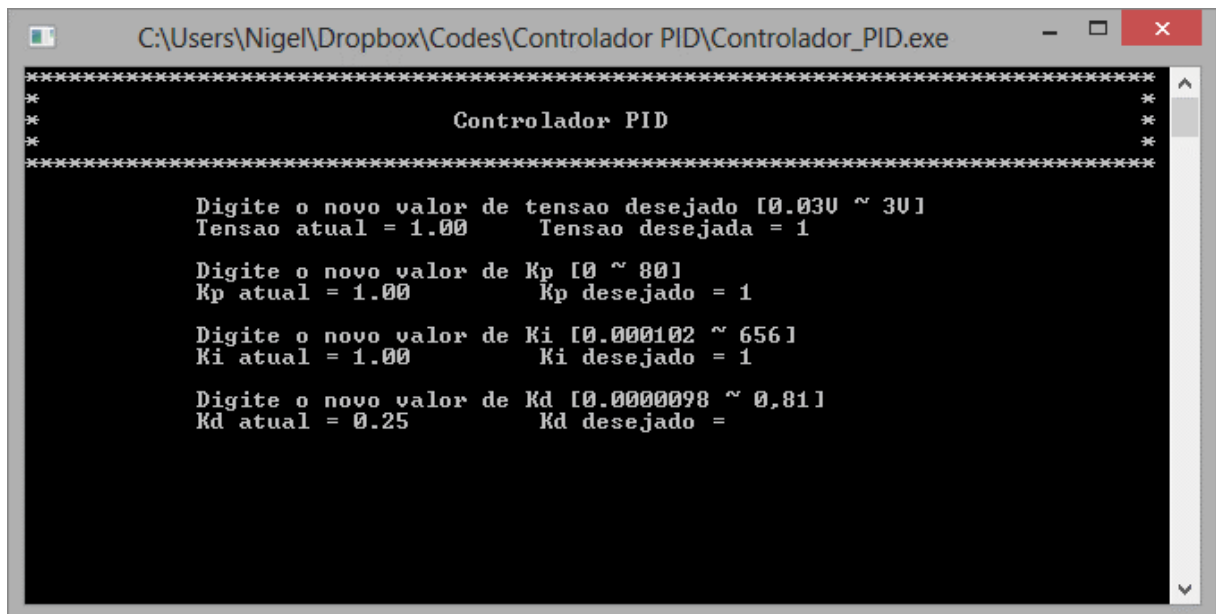 C:\Users\Nigel\Dropbox\Codes\Controlador PID\Controlador_PID.exe
*******************************************************************************
* *
* Controlador PID *
* *
*******************************************************************************
Digite o novo valor de tensao desejado [0.03V ~ 3V]
Tensao atual = 1.00 Tensao desejada = 1
Digite o novo valor de Kp [0 ~ 80]
Kp atual = 1.00 Kp desejado = 1
Digite o novo valor de Ki [0.000102 ~ 656]
Ki atual = 1.00 Ki desejado = 1
Digite o novo valor de Kd [0.0000098 ~ 0,81]
Kd atual = 0.25 Kd desejado =